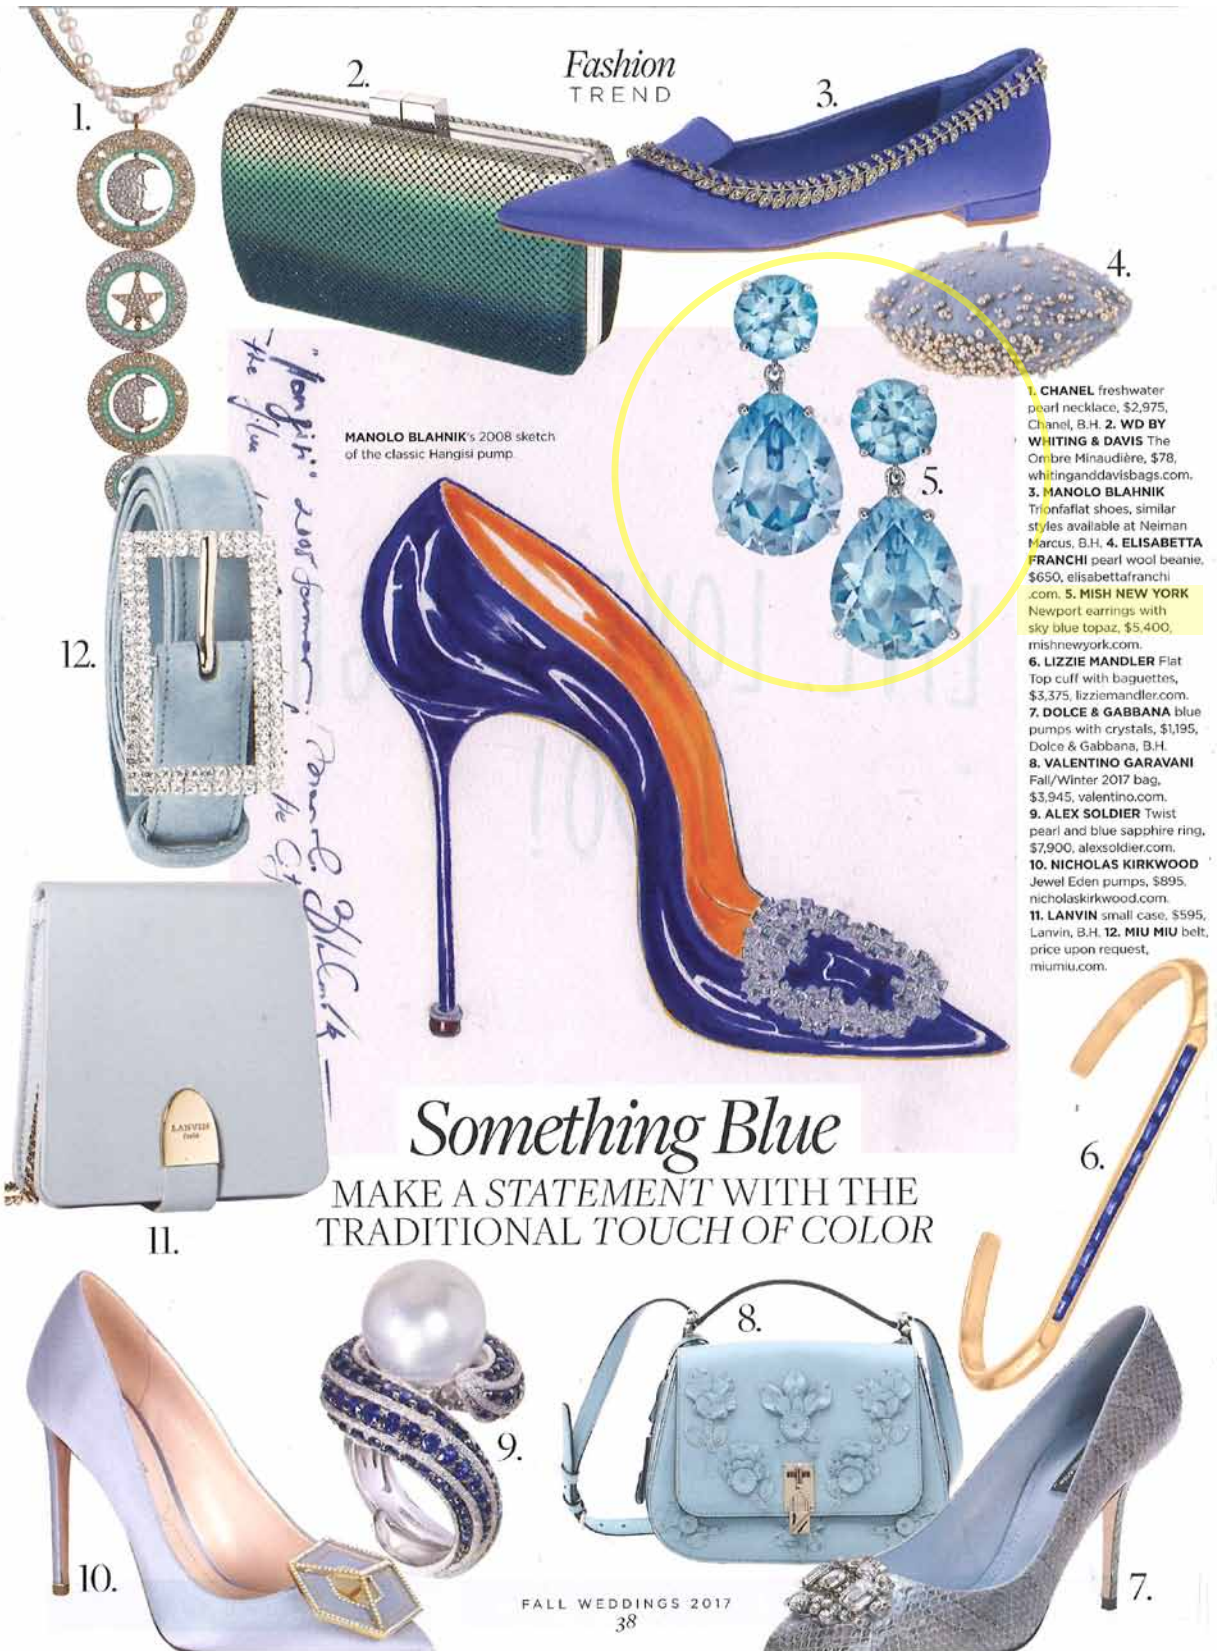 Fashion
TREND
1.
2.
3.
4.
5.
MANOLO BLAHNIK's 2008 sketch
of the classic Hangisi pump.
1. CHANEL freshwater
pearl necklace, $2,975,
Chanel, B.H. 2. WD BY
WHITING & DAVIS The
Ombre Minaudière, $78,
whitinganddavisbags.com.
3. MANOLO BLAHNIK
Trionfaflat shoes, similar
styles available at Neiman
Marcus, B.H. 4. ELISABETTA
FRANCHI pearl wool beanie,
$650, elisabettafranchi
.com. 5. MISH NEW YORK
Newport earrings with
sky blue topaz, $5,400,
mishnewyork.com.
6. LIZZIE MANDLER Flat
Top cuff with baguettes,
$3,375, lizziemandler.com.
7. DOLCE & GABBANA blue
pumps with crystals, $1,195,
Dolce & Gabbana, B.H.
8. VALENTINO GARAVANI
Fall/Winter 2017 bag,
$3,945, valentino.com.
9. ALEX SOLDIER Twist
pearl and blue sapphire ring,
$7,900, alexsoldier.com.
10. NICHOLAS KIRKWOOD
Jewel Eden pumps, $895,
nicholaskirkwood.com.
11. LANVIN small case, $595,
Lanvin, B.H. 12. MIU MIU belt,
price upon request,
miumiu.com.
12.
LANVIN
Paris
11.
6.
Something Blue
MAKE A STATEMENT WITH THE
TRADITIONAL TOUCH OF COLOR
8.
9.
10.
7.
FALL WEDDINGS 2017
38